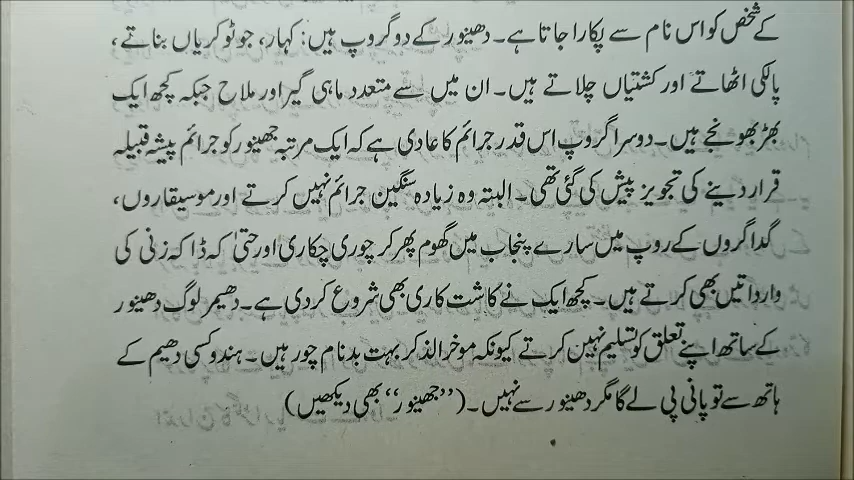 کے شخص کو اس نام سے پکارا جاتا ہے۔ دھینور کے دو گروپ ہیں: کہار، جو ٹوکریاں بناتے،
پالکی اٹھاتے اور کشتیاں چلاتے ہیں۔ ان میں سے متعدد ماہی گیر اور ملاح جبکہ کچھ ایک
بھڑبھونجے ہیں۔ دوسرا گروپ اس قدر جرائم کا عادی ہے کہ ایک مرتبہ جھینور کو جرائم پیشہ قبیلہ
قرار دینے کی تجویز پیش کی گئی تھی۔ البتہ وہ زیادہ سنگین جرائم نہیں کرتے اور موسیقاروں،
گداگروں کے روپ میں سارے پنجاب میں گھوم پھر کر چوری چکاری اور حتیٰ کہ ڈاکہ زنی کی
وارداتیں بھی کرتے ہیں۔ کچھ ایک نے کاشت کاری بھی شروع کر دی ہے۔ دھیمر لوگ دھینور
کے ساتھ اپنے تعلق کو تسلیم نہیں کرتے کیونکہ موخر الذکر بہت بدنام چور ہیں۔ ہندو کسی دھیم کے
ہاتھ سے تو پانی پی لے گا مگر دھینور سے نہیں۔ (”جھینور“ بھی دیکھیں)